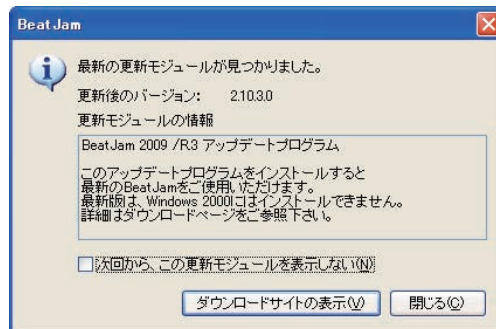 BeatJam
最新の更新モジュールが見つかりました。
更新後のバージョン: 2.10.3.0
更新モジュールの情報
BeatJam 2009 /R.3 アップデートプログラム
このアップデートプログラムをインストールすると
最新のBeatJamをご使用いただけます。
最新版は、Windows 2000にはインストールできません。
詳細はダウンロードページをご参照下さい。
次回から、この更新モジュールを表示しない(N)
ダウンロードサイトの表示(V) 閉じる(C)